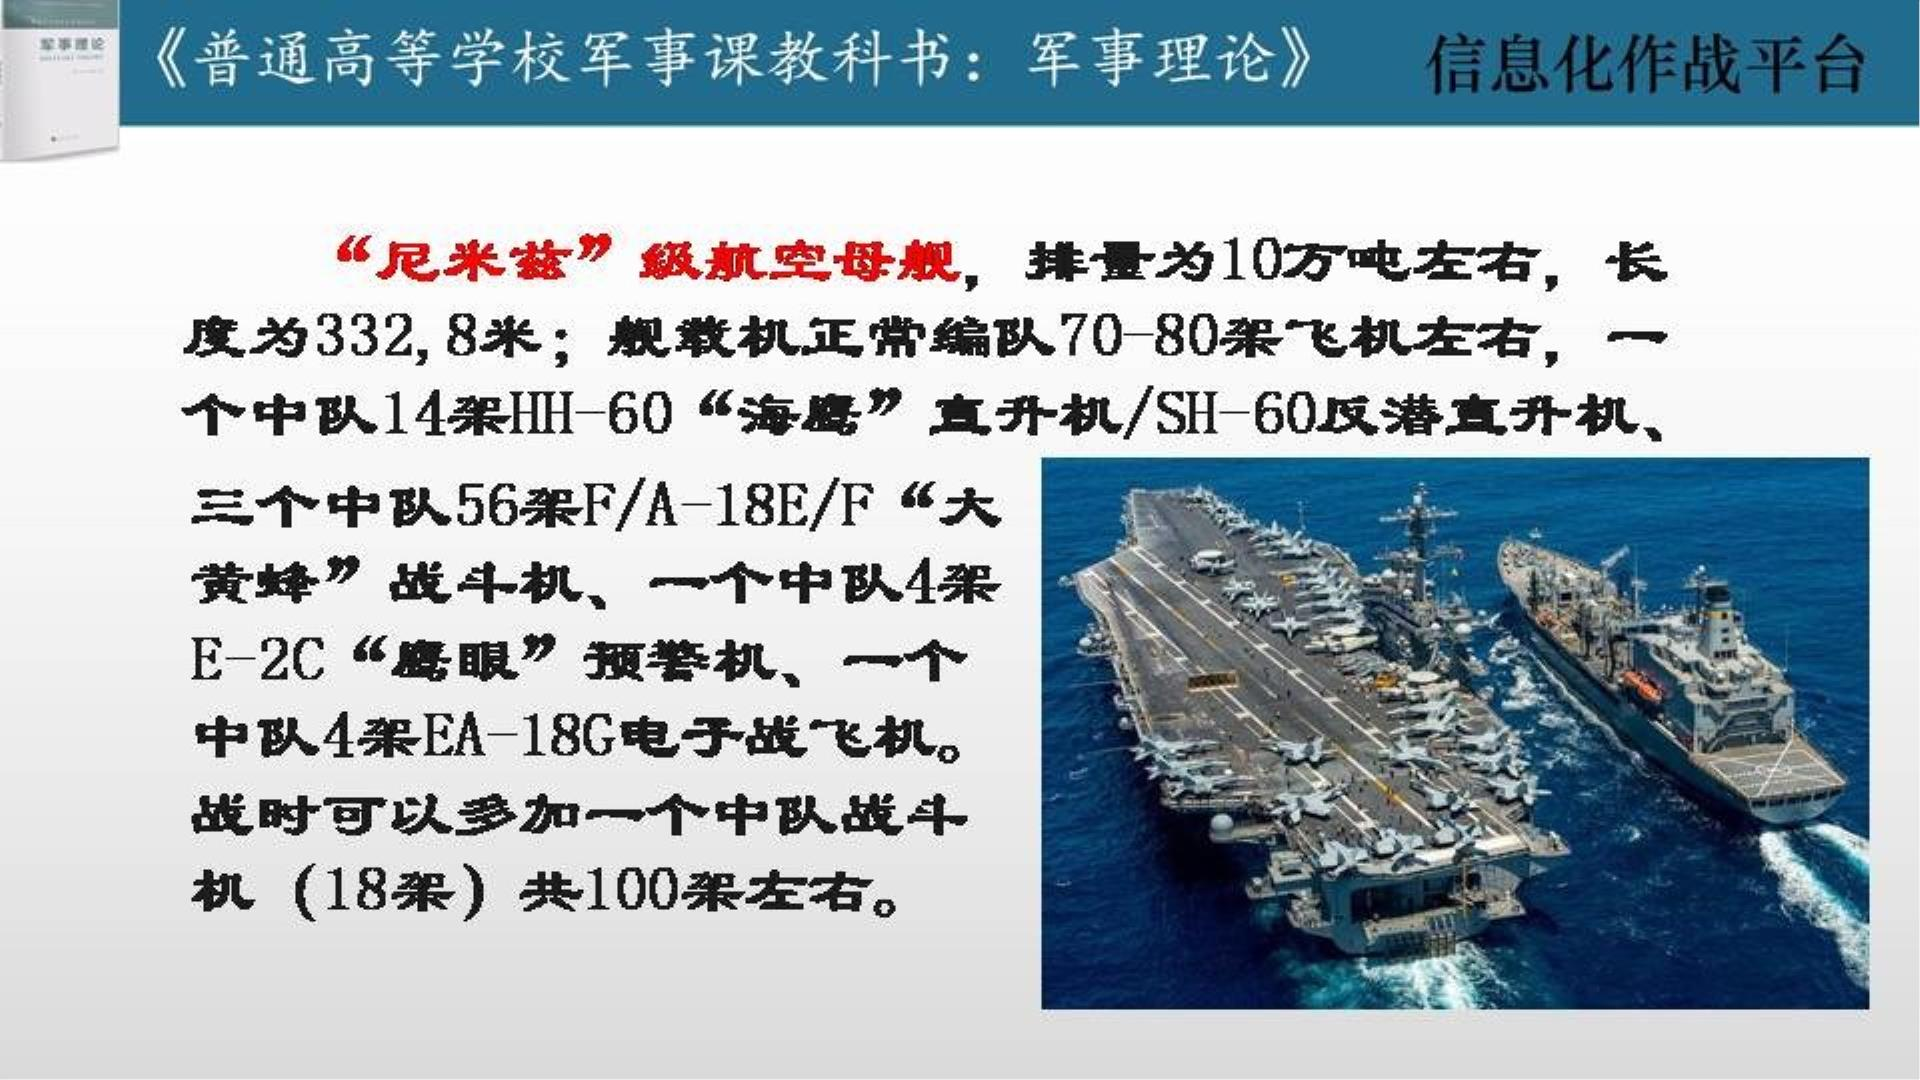 军事理论
《普通高等学校军事课教科书：军事理论》
信息化作战平台
“尼米兹”级航空母舰，排量为10万吨左右，长
度为332,8米；舰载机正常编队70-80架飞机左右，一
个中队14架HH-60“海鹰”直升机/SH-60反潜直升机、
三个中队56架F/A-18E/F“大
黄蜂”战斗机、一个中队4架
E-2C“鹰眼”预警机、一个
中队4架EA-18G电子战飞机。
战时可以多加一个中队战斗
机（18架）共100架左右。